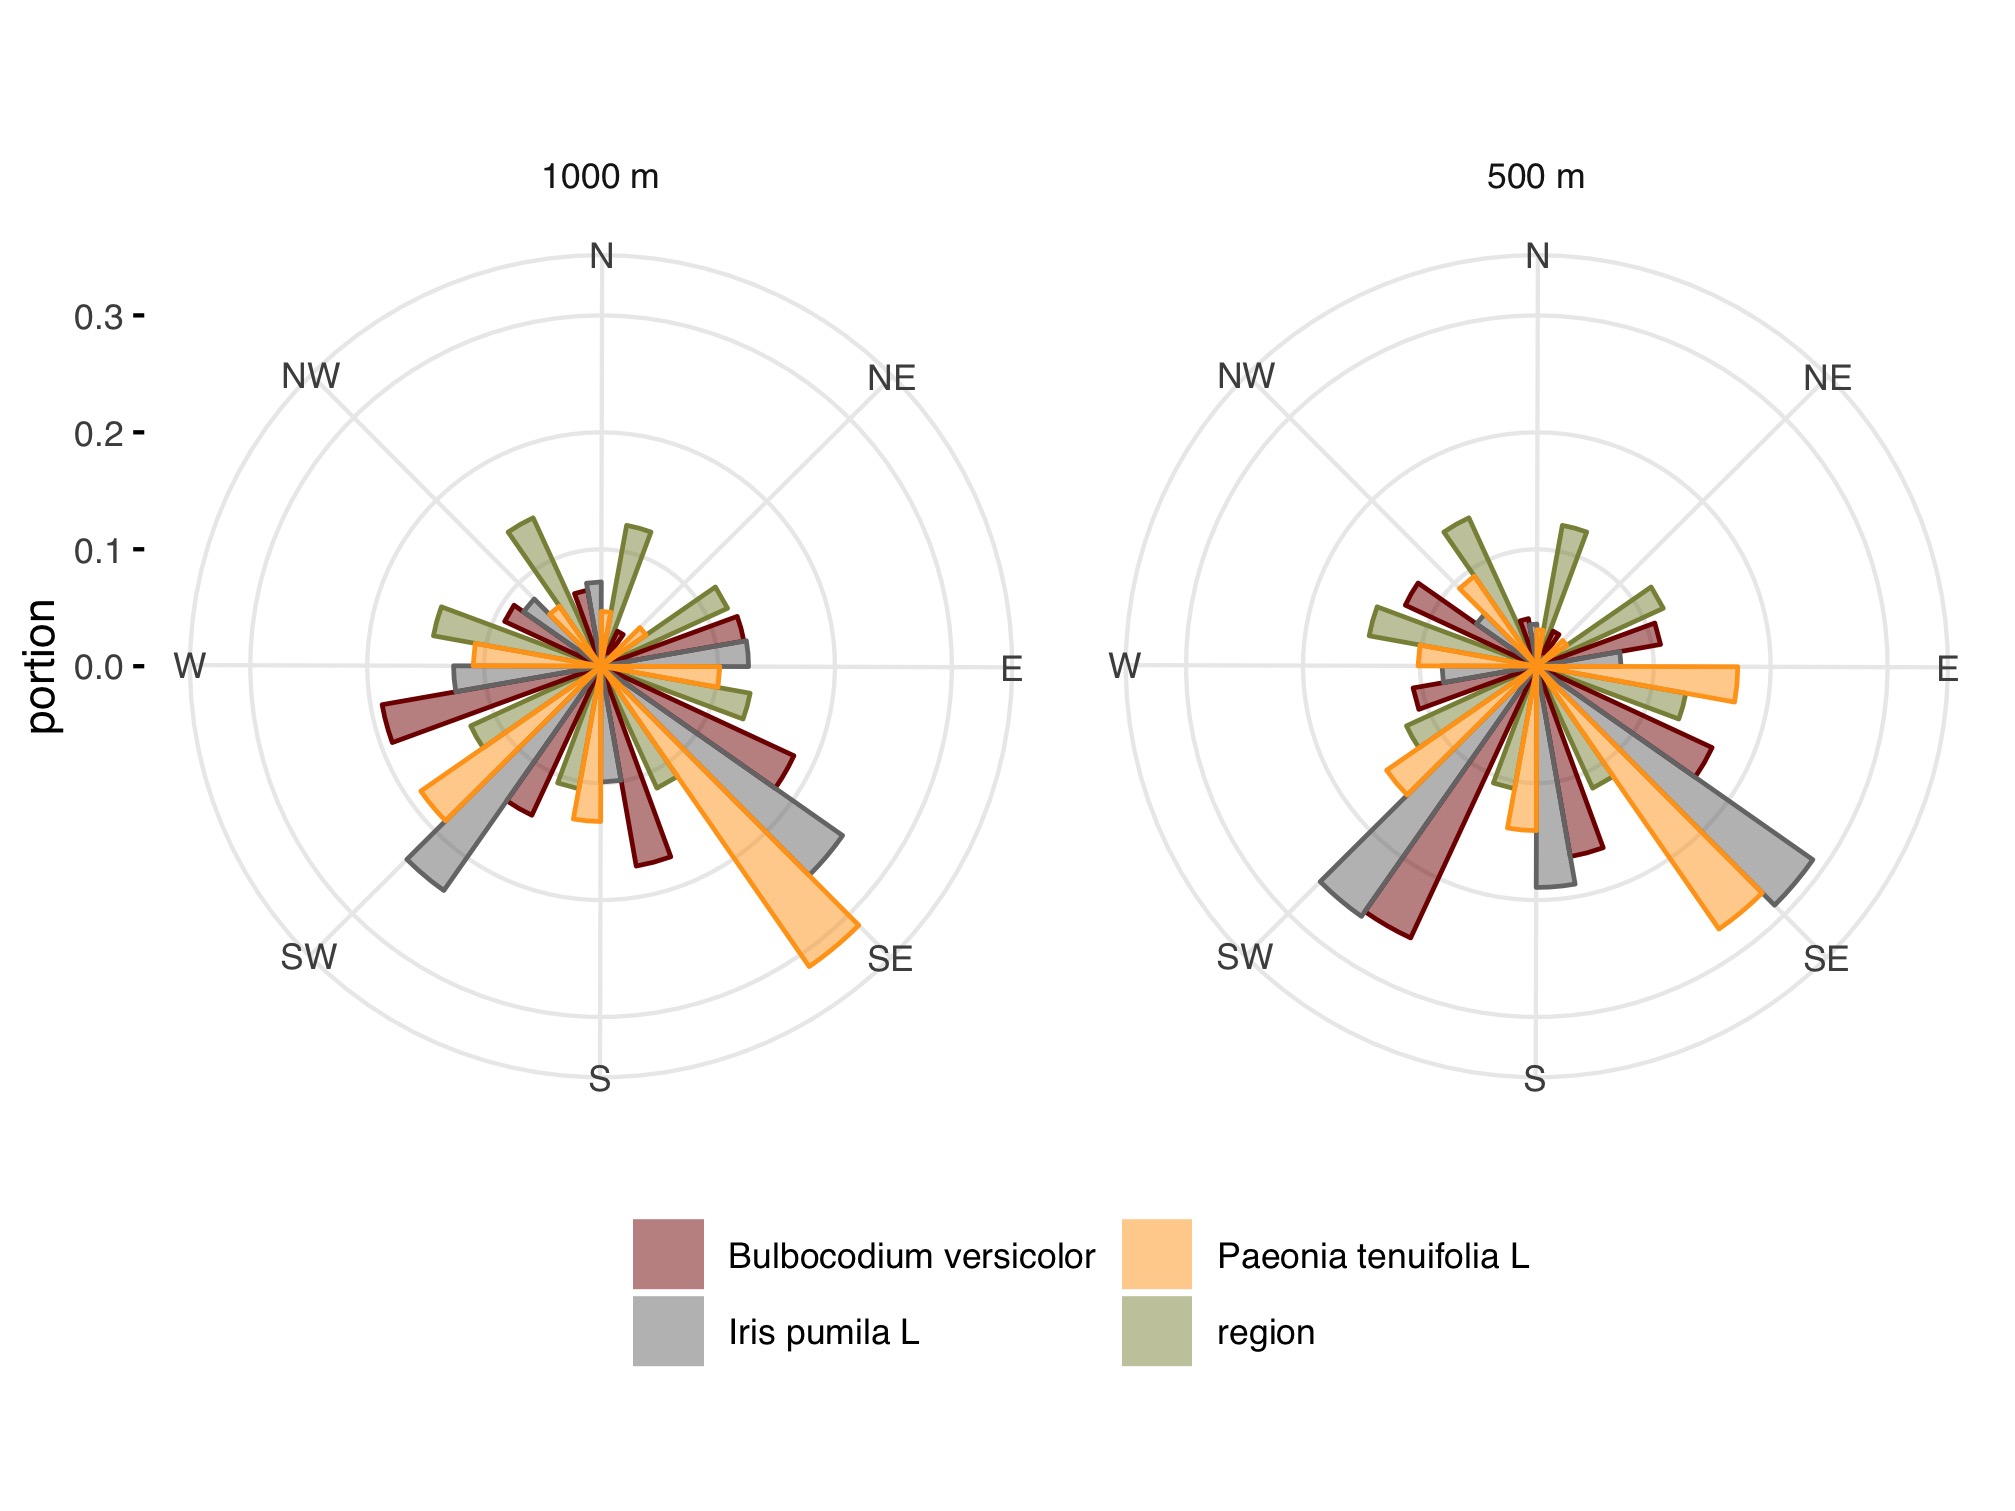 1000 m
500 m
N
N
0.3
NW
NE
NW
NE
0.2
0.1
0.0
W
E
W
E
portion
SW
SE
SW
SE
S
S
Bulbocodium versicolor
Paeonia tenuifolia L
Iris pumila L
region